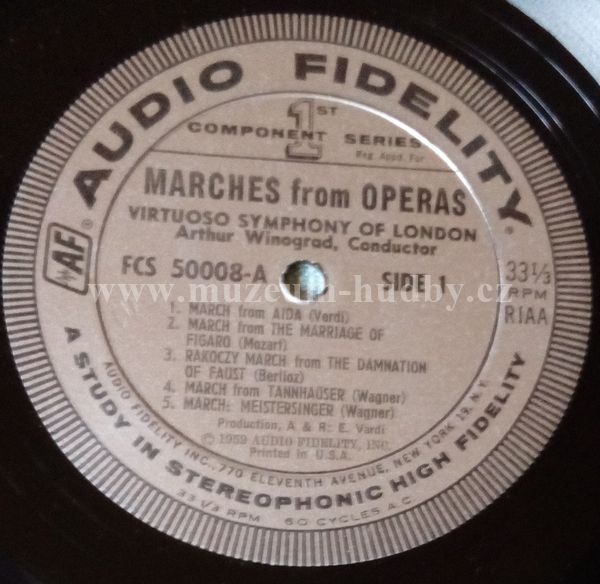 AUDIO FIDELITY®
AF
1ST
COMPONENT SERIES
Reg. Appd. For
MARCHES from OPERAS
VIRTUOSO SYMPHONY OF LONDON
Arthur Winograd, Conductor
FCS 50008-A SIDE 1
33 1/3
RPM
RIAA
www.muzeum-hudby.cz
1. MARCH from AIDA (Verdi)
2. MARCH from THE MARRIAGE OF
FIGARO (Mozart)
3. RAKOCZY MARCH from THE DAMNATION
OF FAUST (Berlioz)
4. MARCH from TANNHAUSER (Wagner)
5. MARCH: MEISTERSINGER (Wagner)
Production, A & R: E. Vardi
© 1959 AUDIO FIDELITY, INC.
Printed in U.S.A.
AUDIO FIDELITY INC., 770 ELEVENTH AVENUE, NEW YORK 19, N.Y.
A STUDY IN STEREOPHONIC HIGH FIDELITY
33 1/3 RPM 60 CYCLES A.C.